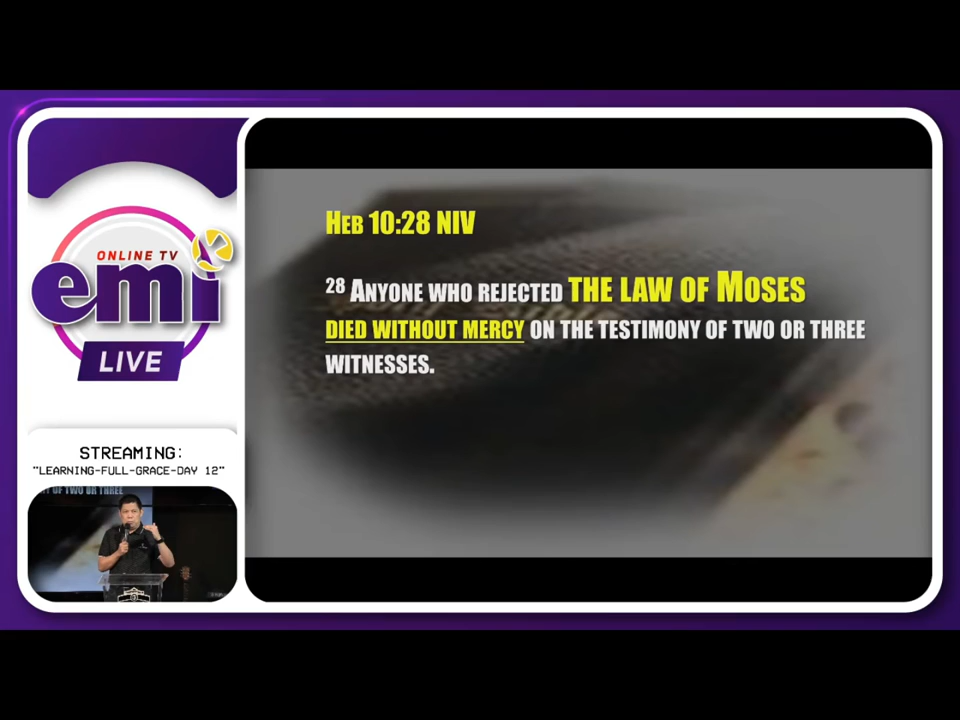 ONLINE TV
emi
LIVE
STREAMING:
"LEARNING-FULL-GRACE-DAY 12"
OF TWO OR THREE
HEB 10:28 NIV
28 ANYONE WHO REJECTED THE LAW OF MOSES
DIED WITHOUT MERCY ON THE TESTIMONY OF TWO OR THREE
WITNESSES.